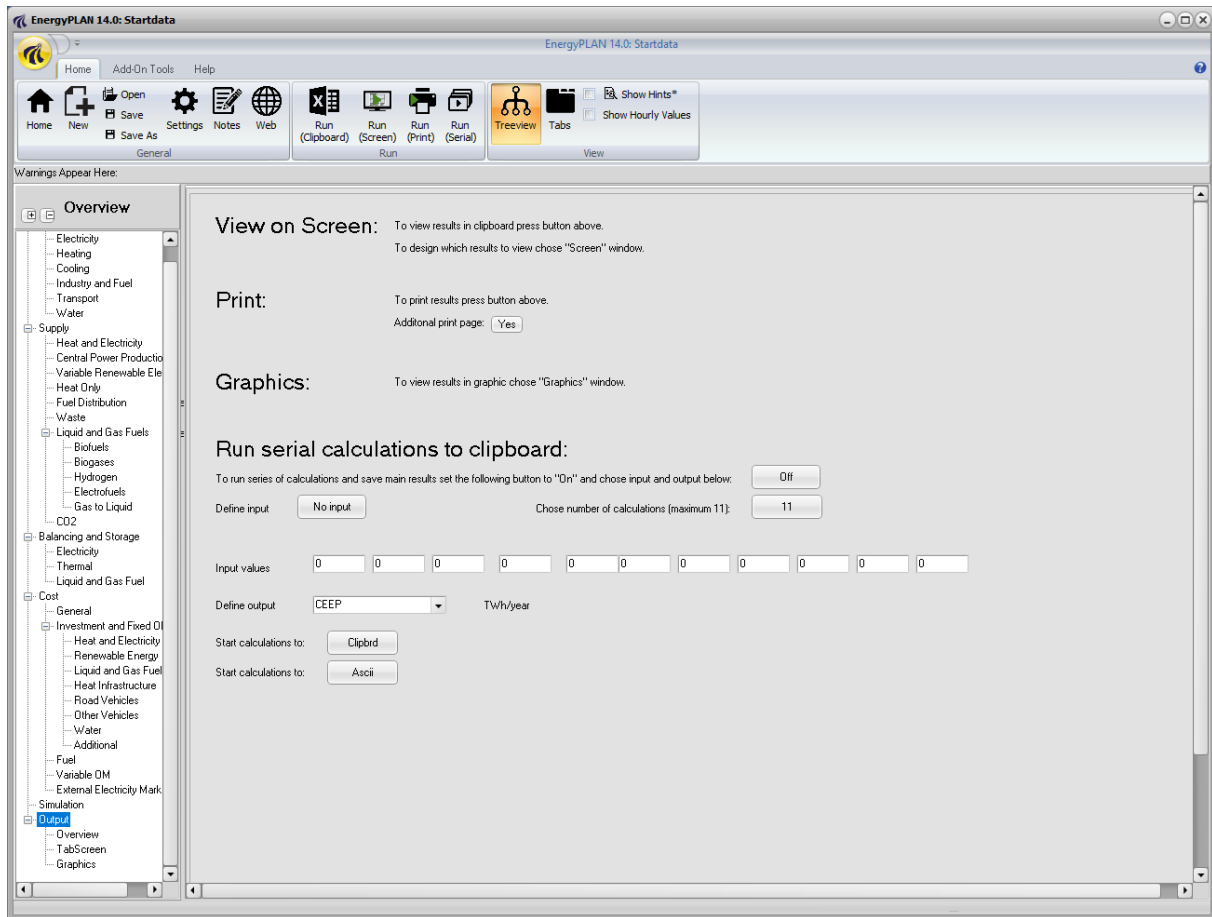 EnergyPLAN 14.0: Startdata
EnergyPLAN 14.0: Startdata
Home Add-On Tools Help
Home
New
Open
Save
Save As
Settings
Notes
Web
General
Run (Clipboard)
Run (Screen)
Run (Print)
Run (Serial)
Run
Treeview
Tabs
Show Hints*
Show Hourly Values
View
Warnings Appear Here:
Overview
Electricity
Heating
Cooling
Industry and Fuel
Transport
Water
Supply
Heat and Electricity
Central Power Productio
Variable Renewable Ele
Heat Only
Fuel Distribution
Waste
Liquid and Gas Fuels
Biofuels
Biogases
Hydrogen
Electrofuels
Gas to Liquid
CO2
Balancing and Storage
Electricity
Thermal
Liquid and Gas Fuel
Cost
General
Investment and Fixed OI
Heat and Electricity
Renewable Energy
Liquid and Gas Fuel
Heat Infrastructure
Road Vehicles
Other Vehicles
Water
Additional
Fuel
Variable OM
External Electricity Mark
Simulation
Output
Overview
TabScreen
Graphics
View on Screen: To view results in clipboard press button above.
To design which results to view chose "Screen" window.
Print: To print results press button above.
Additonal print page: Yes
Graphics: To view results in graphic chose "Graphics" window.
Run serial calculations to clipboard:
To run series of calculations and save main results set the following button to "On" and chose input and output below: Off
Define input No input Chose number of calculations (maximum 11): 11
Input values 0 0 0 0 0 0 0 0 0 0 0
Define output CEEP TWh/year
Start calculations to: Clipbrd
Start calculations to: Ascii